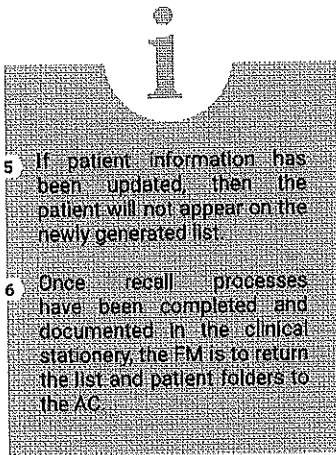 i
5 If patient information has
been updated, then the
patient will not appear on the
newly generated list.
6 Once recall processes
have been completed and
documented in the clinical
stationery, the FM is to return
the list and patient folders to
the AC.